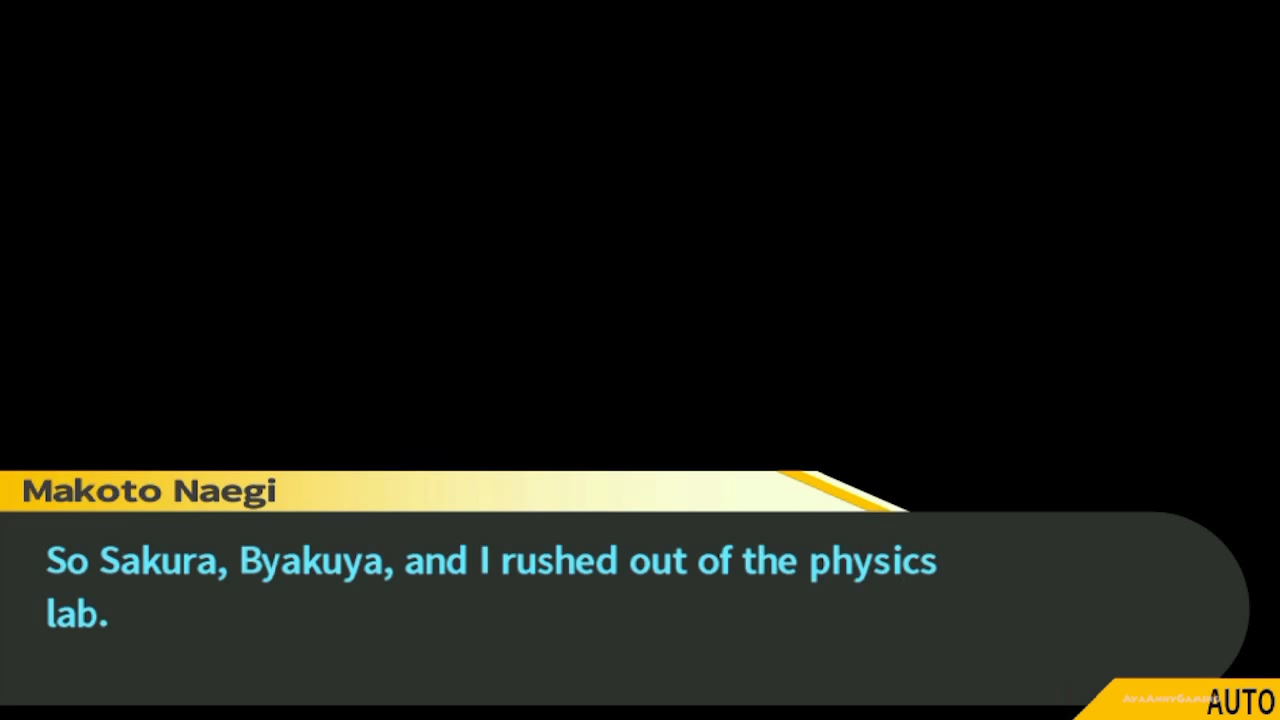 Makoto Naegi
So Sakura, Byakuya, and I rushed out of the physics
lab.
AUTO